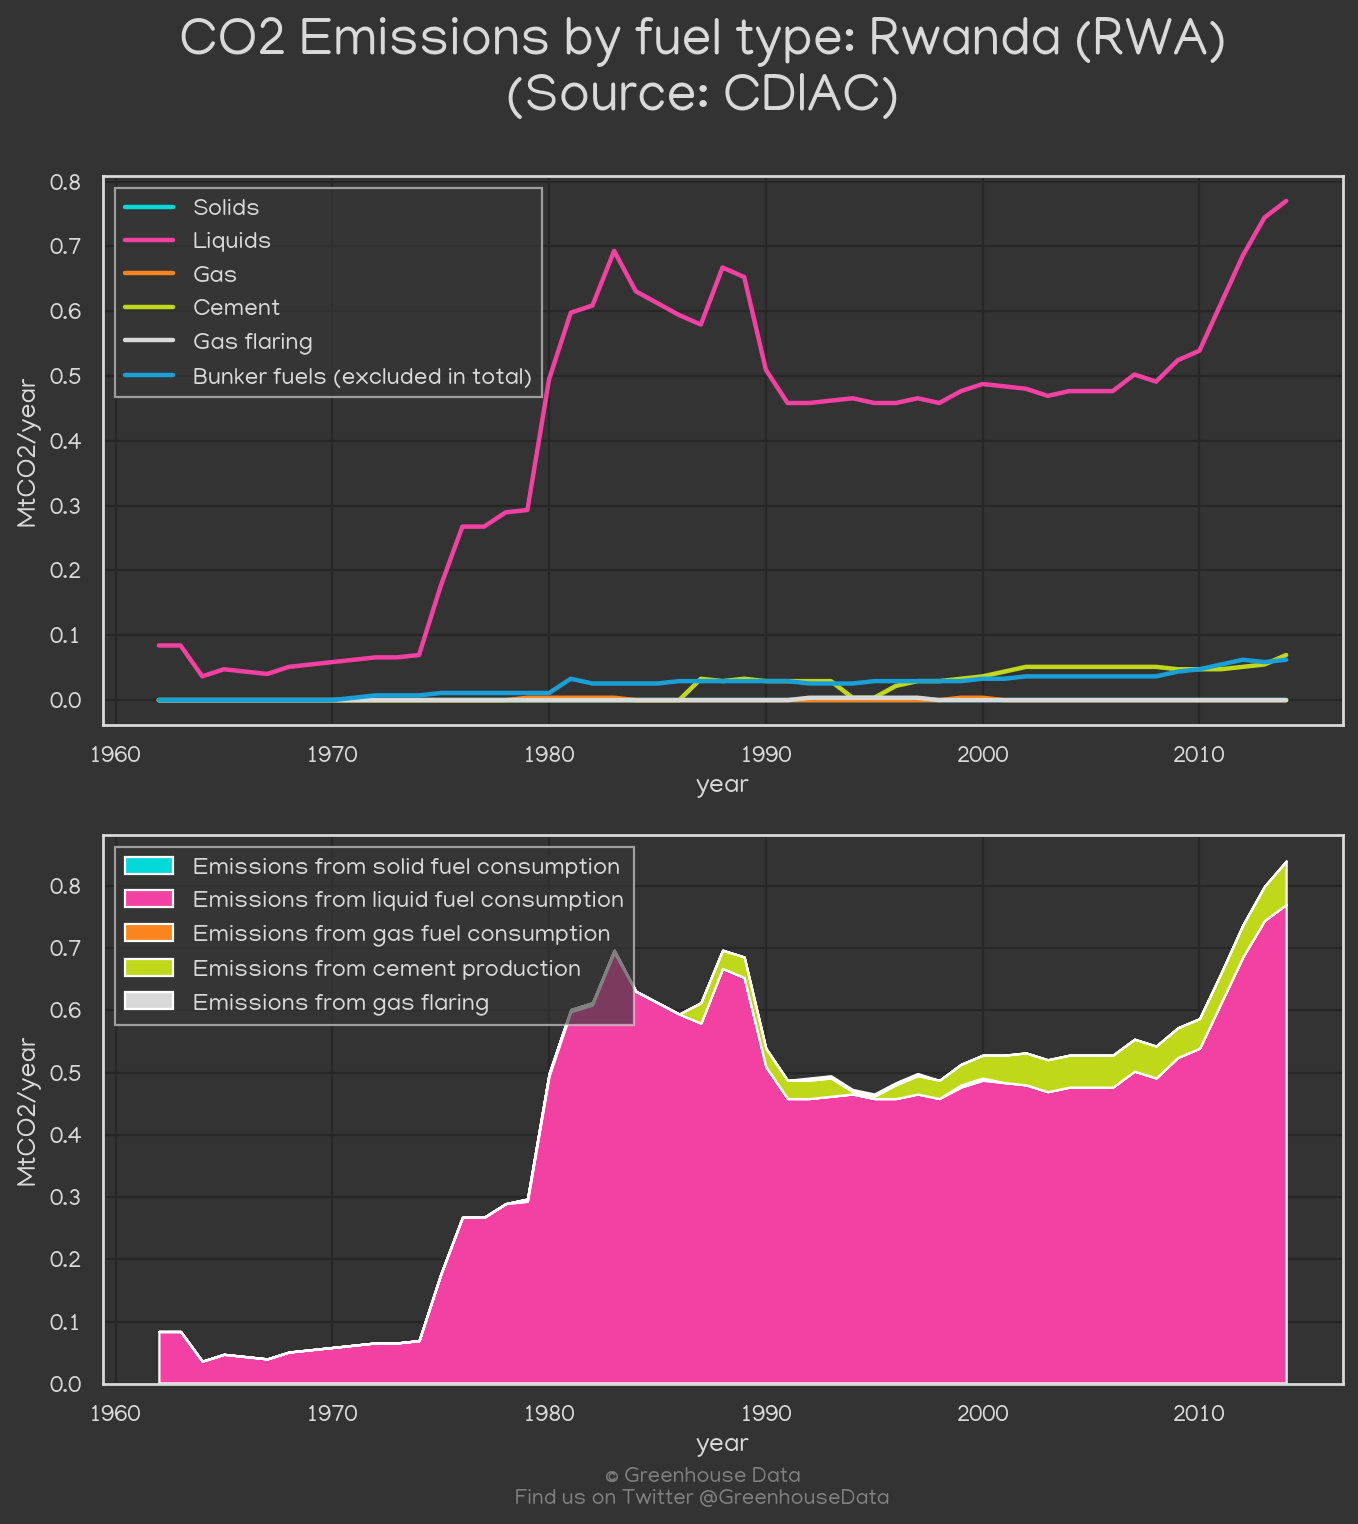 CO2 Emissions by fuel type: Rwanda (RWA)
(Source: CDIAC)
MtCO2/year
0.8
0.7
0.6
0.5
0.4
0.3
0.2
0.1
0.0
Solids
Liquids
Gas
Cement
Gas flaring
Bunker fuels (excluded in total)
1960 1970 1980 1990 2000 2010
year
MtCO2/year
0.8
0.7
0.6
0.5
0.4
0.3
0.2
0.1
0.0
Emissions from solid fuel consumption
Emissions from liquid fuel consumption
Emissions from gas fuel consumption
Emissions from cement production
Emissions from gas flaring
1960 1970 1980 1990 2000 2010
year
© Greenhouse Data
Find us on Twitter @GreenhouseData